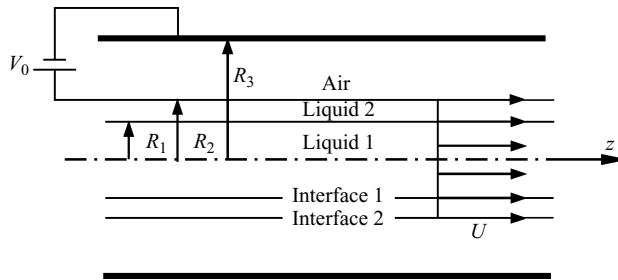 V0
R3
Air
Liquid 2
R1
R2
Liquid 1
z
Interface 1
Interface 2
U